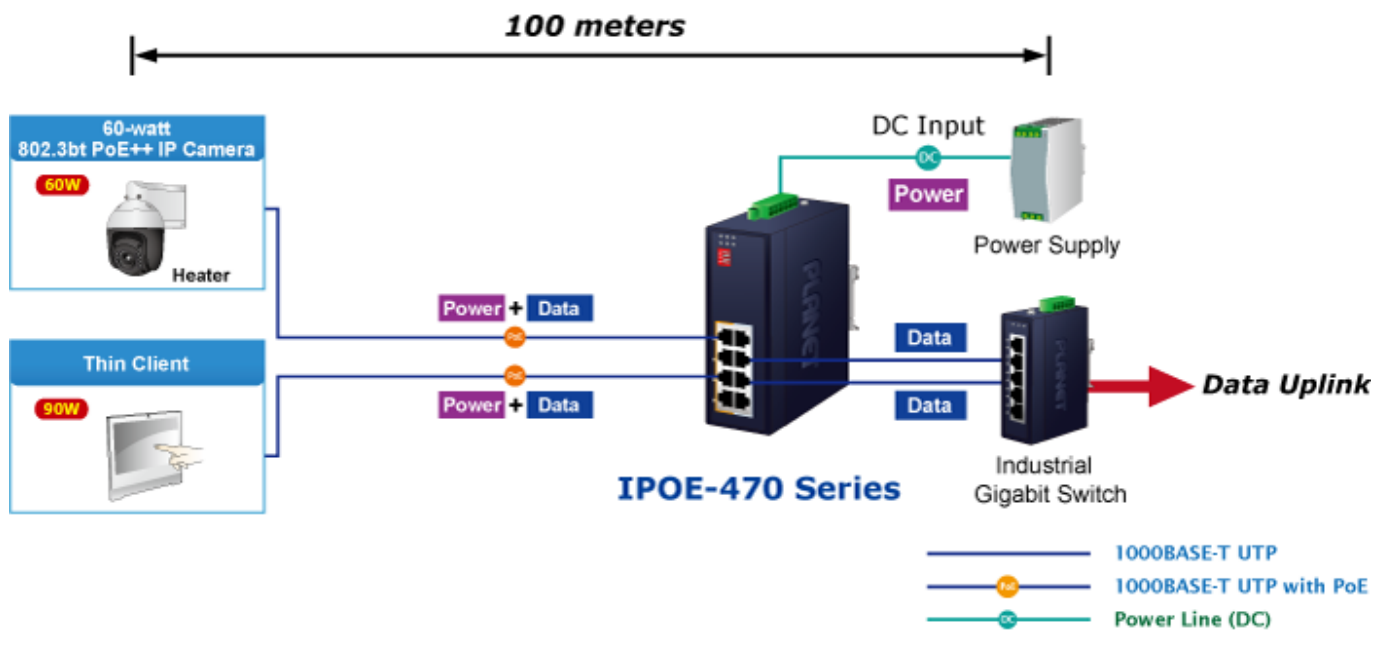 100 meters
60-watt
802.3bt PoE++ IP Camera
60W
Heater
DC Input
DC
Power
Power Supply
Power + Data
PoE
PLANET
Data
Thin Client
90W
PoE
Power + Data
Data
PLANET
Data Uplink
IPOE-470 Series
Industrial
Gigabit Switch
1000BASE-T UTP
PoE
1000BASE-T UTP with PoE
DC
Power Line (DC)